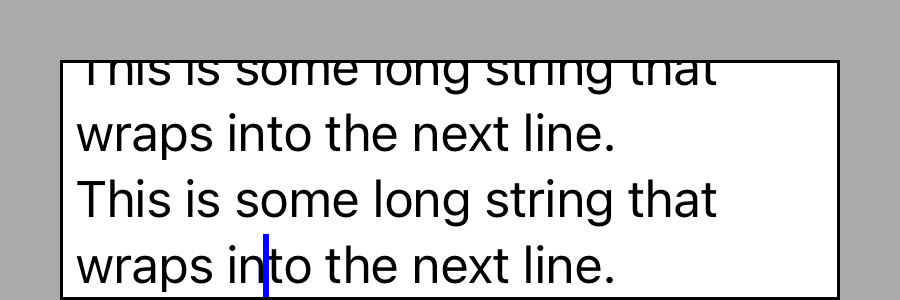 This is some long string that
wraps into the next line.
This is some long string that
wraps into the next line.